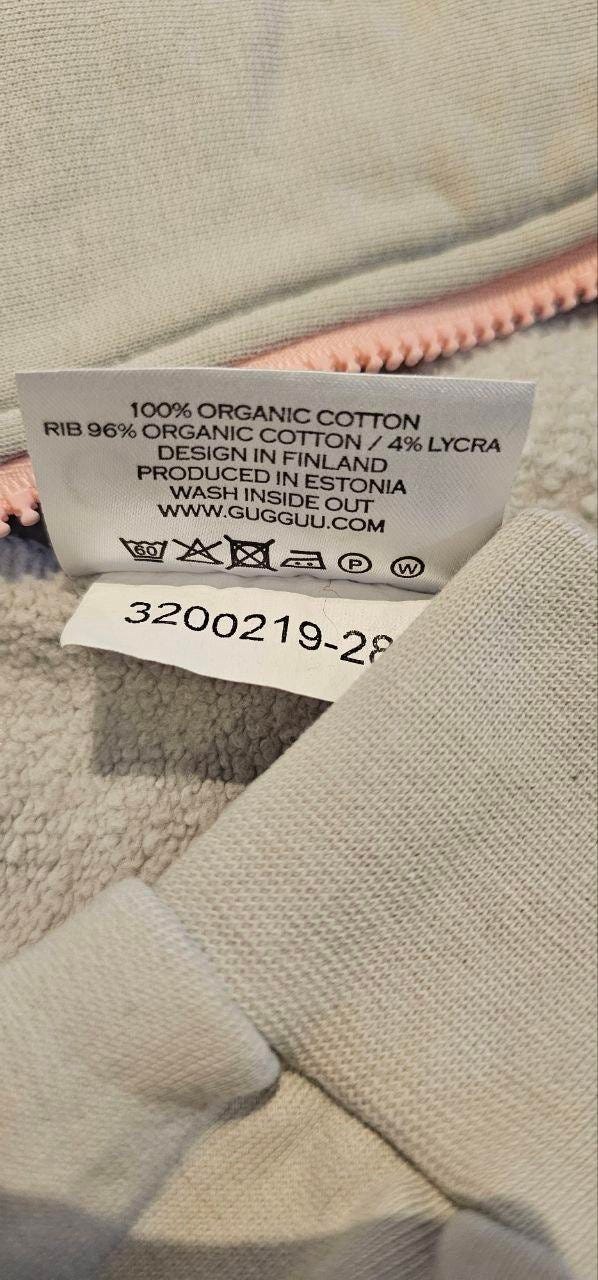 100% ORGANIC COTTON
RIB 96% ORGANIC COTTON / 4% LYCRA
DESIGN IN FINLAND
PRODUCED IN ESTONIA
WASH INSIDE OUT
WWW.GUGGUU.COM
60 P W
3200219-28